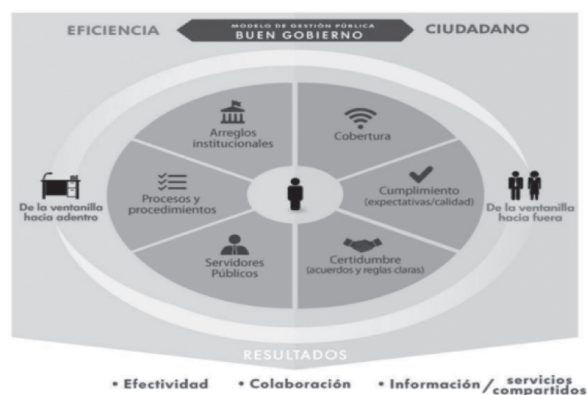 MODELO DE GESTIÓN PÚBLICA
EFICIENCIA
BUEN GOBIERNO
CIUDADANO
Arreglos
institucionales
Cobertura
De la ventanilla
hacia adentro
Procesos y
procedimientos
Cumplimiento
(expectativas/calidad)
De la ventanilla
hacia fuera
Servidores
Públicos
Certidumbre
(acuerdos y reglas claras)
RESULTADOS
• Efectividad • Colaboración • Información / servicios
compartidos